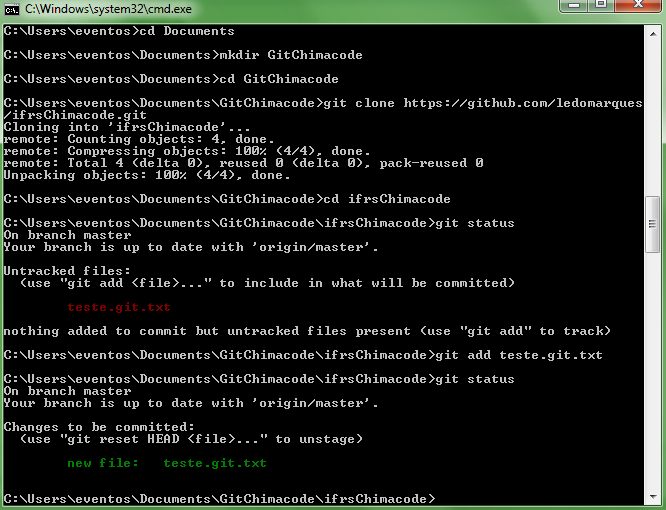 C:\Windows\system32\cmd.exe
C:\Users\eventos>cd Documents
C:\Users\eventos\Documents>mkdir GitChimacode
C:\Users\eventos\Documents>cd GitChimacode
C:\Users\eventos\Documents\GitChimacode>git clone https://github.com/ledomarques
/ifrsChimacode.git
Cloning into 'ifrsChimacode'...
remote: Counting objects: 4, done.
remote: Compressing objects: 100% (4/4), done.
remote: Total 4 (delta 0), reused 0 (delta 0), pack-reused 0
Unpacking objects: 100% (4/4), done.
C:\Users\eventos\Documents\GitChimacode>cd ifrsChimacode
C:\Users\eventos\Documents\GitChimacode\ifrsChimacode>git status
On branch master
Your branch is up to date with 'origin/master'.
Untracked files:
  (use "git add <file>..." to include in what will be committed)
        teste.git.txt
nothing added to commit but untracked files present (use "git add" to track)
C:\Users\eventos\Documents\GitChimacode\ifrsChimacode>git add teste.git.txt
C:\Users\eventos\Documents\GitChimacode\ifrsChimacode>git status
On branch master
Your branch is up to date with 'origin/master'.
Changes to be committed:
  (use "git reset HEAD <file>..." to unstage)
        new file:   teste.git.txt
C:\Users\eventos\Documents\GitChimacode\ifrsChimacode>